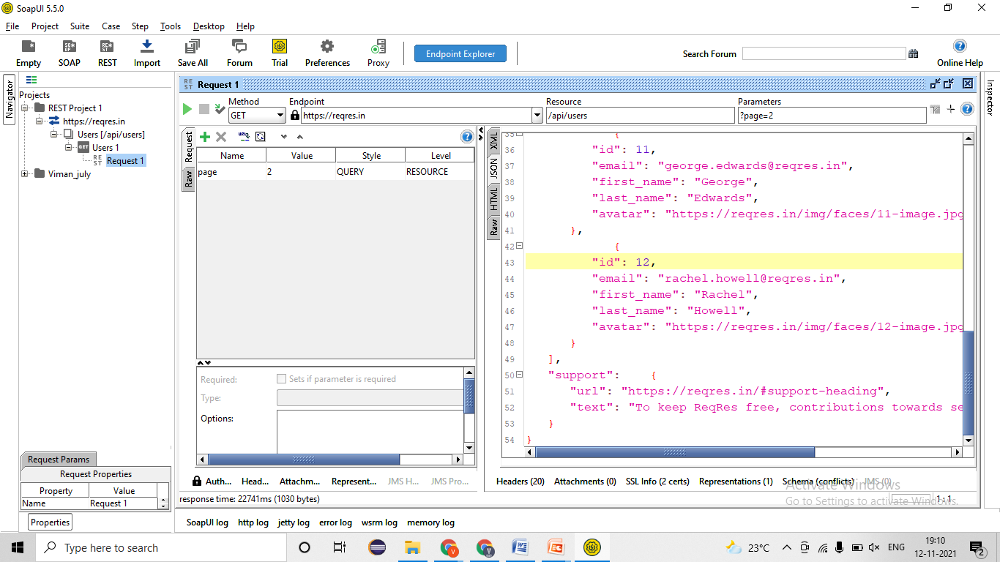 SoapUI 5.5.0
File Project Suite Case Step Tools Desktop Help
SO AP RE ST
Empty SOAP REST Import Save All Forum Trial Preferences Proxy
Endpoint Explorer
Search Forum
Online Help
Navigator
Projects
REST Project 1
https://reqres.in
Users [/api/users]
GET Users 1
RE ST Request 1
Viman_july
RE ST Request 1
Inspector
Method Endpoint Resource Parameters
GET https://reqres.in /api/users ?page=2
Request
Raw
Name Value Style Level
page 2 QUERY RESOURCE
Required: Sets if parameter is required
Type:
Options:
XML
JSON
HTML
Raw
35 {
36 "id": 11,
37 "email": "george.edwards@reqres.in",
38 "first_name": "George",
39 "last_name": "Edwards",
40 "avatar": "https://reqres.in/img/faces/11-image.jpg
41 },
42 {
43 "id": 12,
44 "email": "rachel.howell@reqres.in",
45 "first_name": "Rachel",
46 "last_name": "Howell",
47 "avatar": "https://reqres.in/img/faces/12-image.jpg
48 }
49 ],
50 "support": {
51 "url": "https://reqres.in/#support-heading",
52 "text": "To keep ReqRes free, contributions towards se
53 }
54 }
Auth... Head... Attachm... Represent... JMS H... JMS Pro...
Headers (20) Attachments (0) SSL Info (2 certs) Representations (1) Schema (conflicts) JMS (0)
response time: 22741ms (1030 bytes)
1 : 1
Activate Windows
Go to Settings to activate Windows.
Request Params
Request Properties
Property Value
Name Request 1
Properties
SoapUI log http log jetty log error log wsrm log memory log
Type here to search
V
V
23°C
ENG
19:10
12-11-2021
2